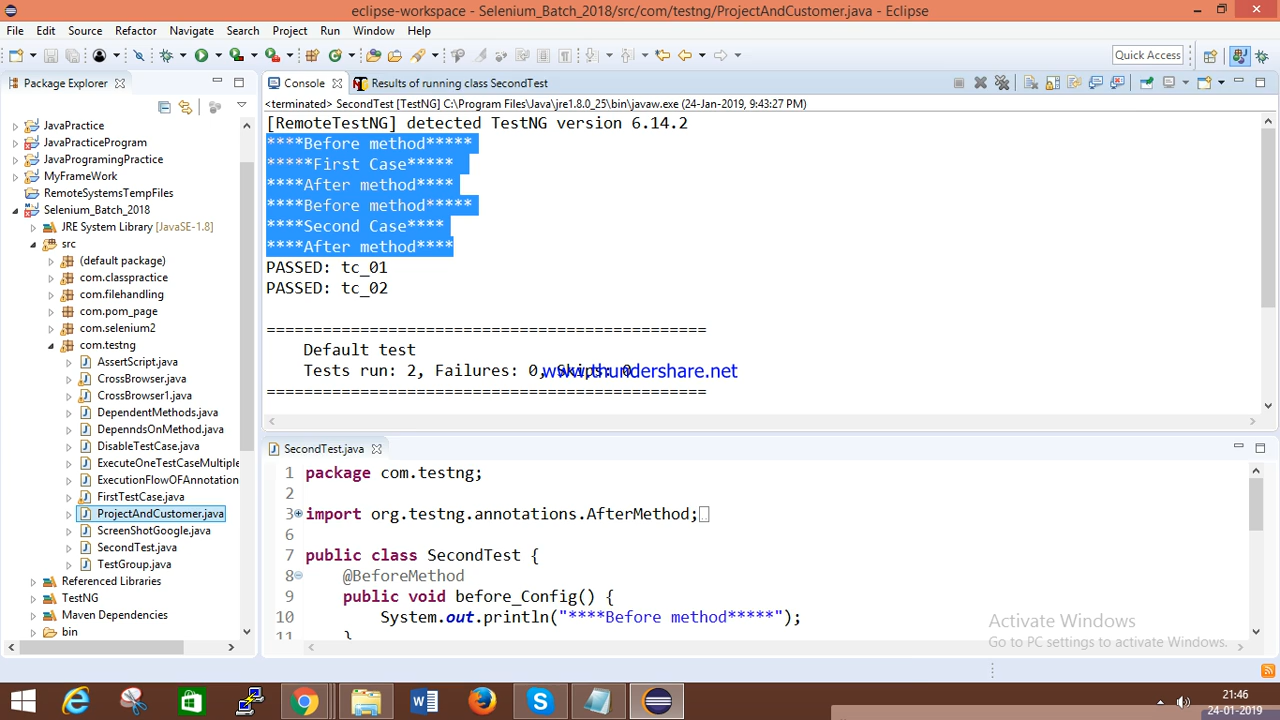 eclipse-workspace - Selenium_Batch_2018/src/com/testng/ProjectAndCustomer.java - Eclipse
File Edit Source Refactor Navigate Search Project Run Window Help
Quick Access
Package Explorer
JavaPractice
JavaPracticeProgram
JavaProgramingPractice
MyFrameWork
RemoteSystemsTempFiles
Selenium_Batch_2018
JRE System Library [JavaSE-1.8]
src
(default package)
com.classpractice
com.filehandling
com.pom_page
com.selenium2
com.testng
AssertScript.java
CrossBrowser.java
CrossBrowser1.java
DependentMethods.java
DepenndsOnMethod.java
DisableTestCase.java
ExecuteOneTestCaseMultiple
ExecutionFlowOFAnnotation
FirstTestCase.java
ProjectAndCustomer.java
ScreenShotGoogle.java
SecondTest.java
TestGroup.java
Referenced Libraries
TestNG
Maven Dependencies
bin
Console Results of running class SecondTest
<terminated> SecondTest [TestNG] C:\Program Files\Java\jre1.8.0_25\bin\javaw.exe (24-Jan-2019, 9:43:27 PM)
[RemoteTestNG] detected TestNG version 6.14.2
****Before method*****
*****First Case*****
****After method****
****Before method*****
****Second Case****
****After method****
PASSED: tc_01
PASSED: tc_02
===============================================
Default test
Tests run: 2, Failures: 0, Skips: 0
www.thundershare.net
===============================================
SecondTest.java
1 package com.testng;
2
3 import org.testng.annotations.AfterMethod;
6
7 public class SecondTest {
8 @BeforeMethod
9 public void before_Config() {
10 System.out.println("****Before method*****");
11 }
Activate Windows
Go to PC settings to activate Windows.
21:46
24-01-2019